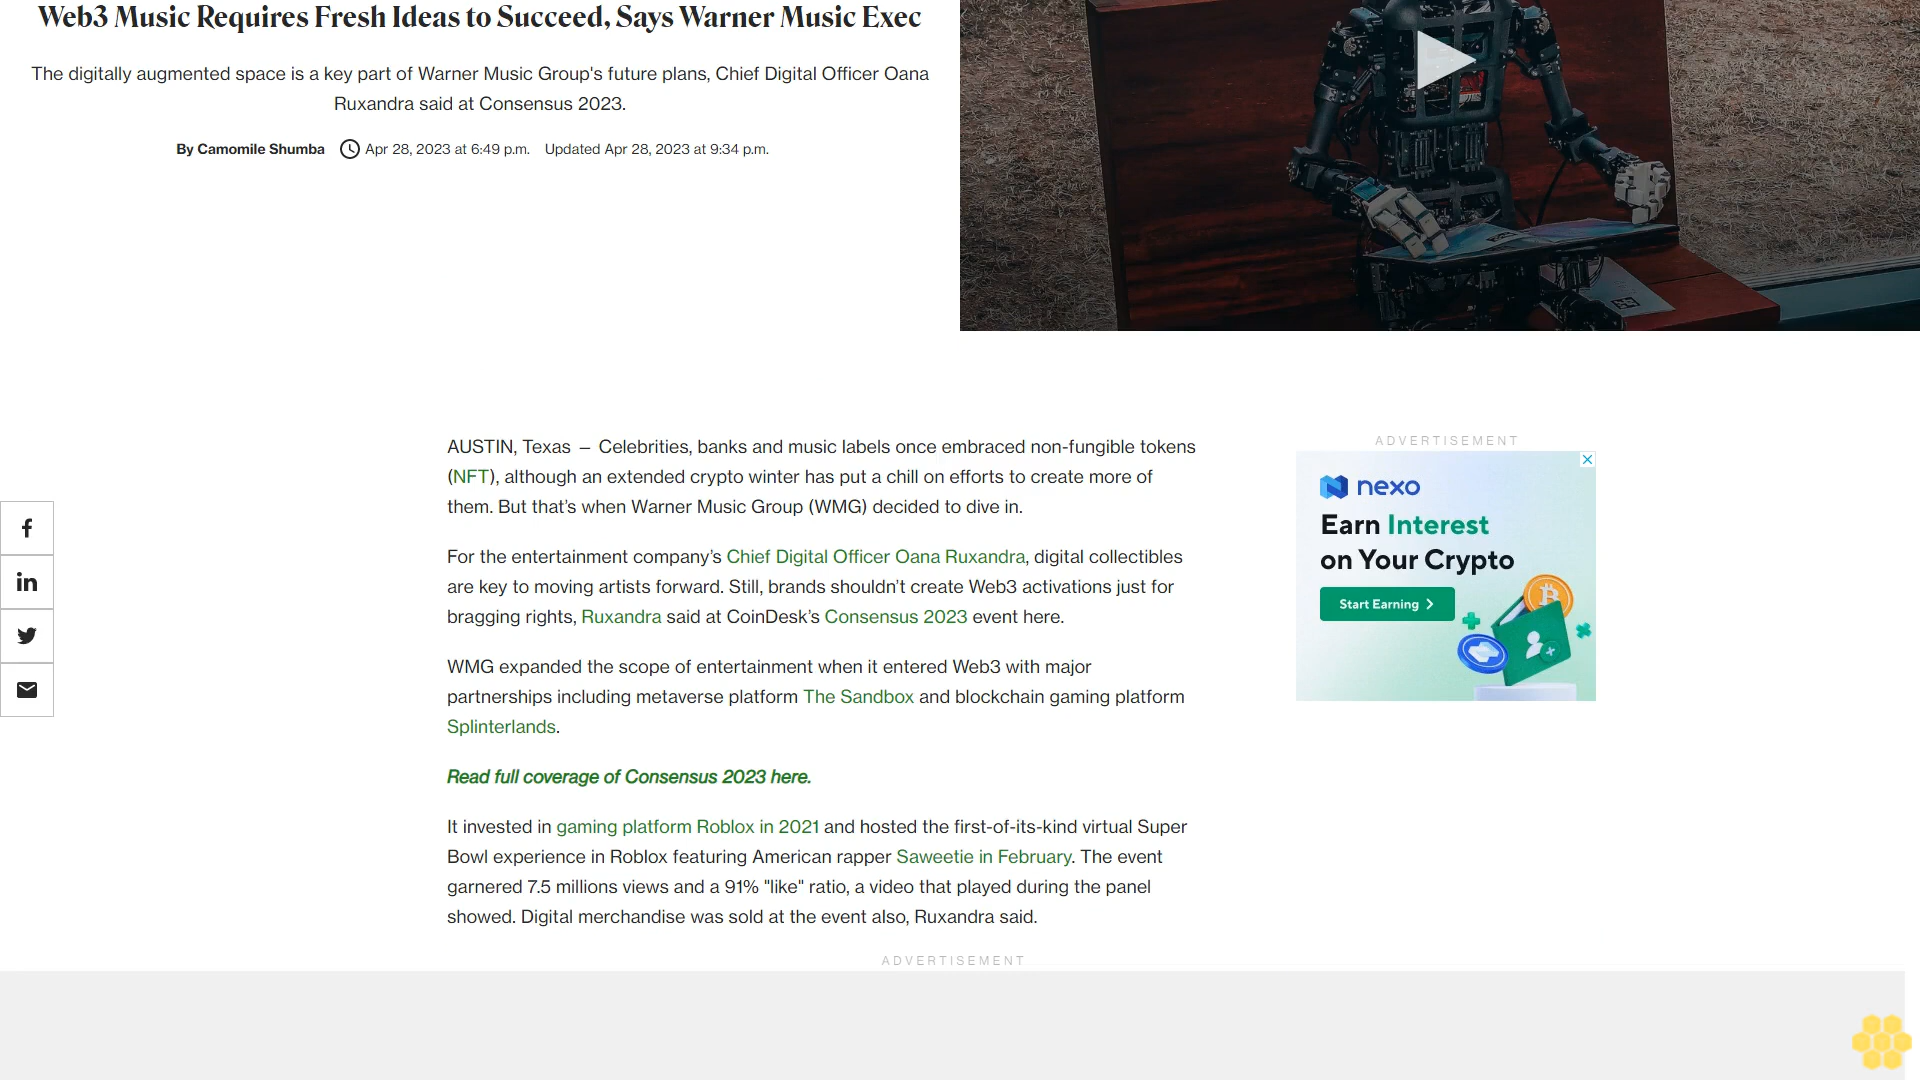 Web3 Music Requires Fresh Ideas to Succeed, Says Warner Music Exec
The digitally augmented space is a key part of Warner Music Group's future plans, Chief Digital Officer Oana
Ruxandra said at Consensus 2023.
By Camomile Shumba Apr 28, 2023 at 6:49 p.m. Updated Apr 28, 2023 at 9:34 p.m.
AUSTIN, Texas — Celebrities, banks and music labels once embraced non-fungible tokens
(NFT), although an extended crypto winter has put a chill on efforts to create more of
them. But that’s when Warner Music Group (WMG) decided to dive in.
For the entertainment company’s Chief Digital Officer Oana Ruxandra, digital collectibles
are key to moving artists forward. Still, brands shouldn’t create Web3 activations just for
bragging rights, Ruxandra said at CoinDesk’s Consensus 2023 event here.
WMG expanded the scope of entertainment when it entered Web3 with major
partnerships including metaverse platform The Sandbox and blockchain gaming platform
Splinterlands.
Read full coverage of Consensus 2023 here.
It invested in gaming platform Roblox in 2021 and hosted the first-of-its-kind virtual Super
Bowl experience in Roblox featuring American rapper Saweetie in February. The event
garnered 7.5 millions views and a 91% "like" ratio, a video that played during the panel
showed. Digital merchandise was sold at the event also, Ruxandra said.
ADVERTISEMENT
nexo
Earn Interest
on Your Crypto
Start Earning
ADVERTISEMENT